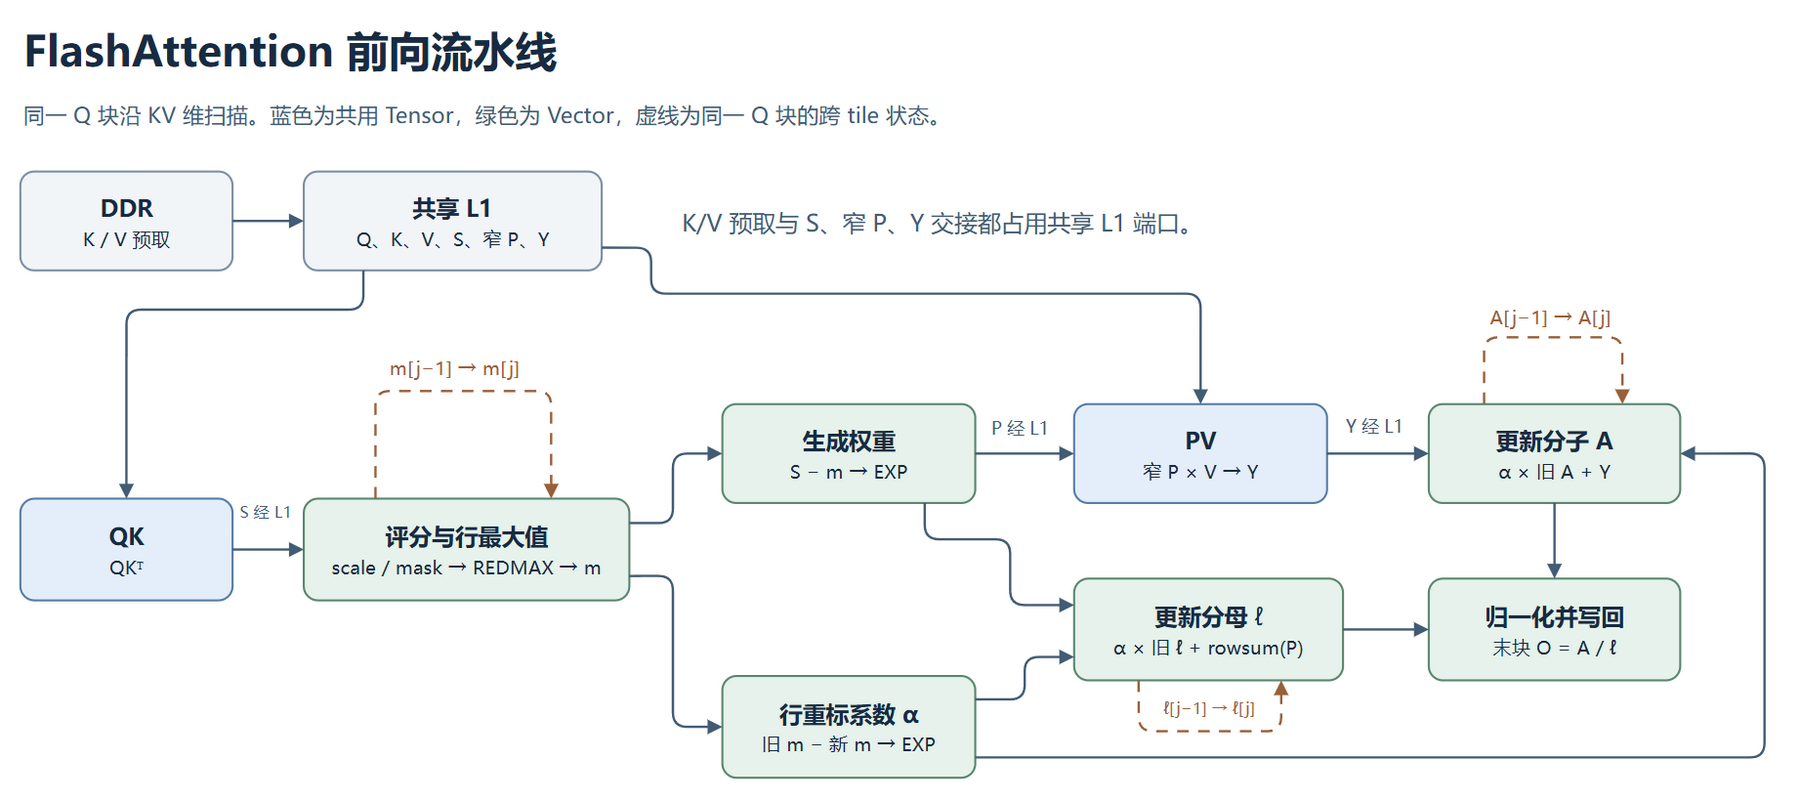 FlashAttention 前向流水线
同一 Q 块沿 KV 维扫描。蓝色为共用 Tensor，绿色为 Vector，虚线为同一 Q 块的跨 tile 状态。
DDR
K / V 预取
共享 L1
Q、K、V、S、窄 P、Y
K/V 预取与 S、窄 P、Y 交接都占用共享 L1 端口。
A[j−1] → A[j]
m[j−1] → m[j]
生成权重
S − m → EXP
P 经 L1
PV
窄 P × V → Y
Y 经 L1
更新分子 A
α × 旧 A + Y
QK
QKᵀ
S 经 L1
评分与行最大值
scale / mask → REDMAX → m
更新分母 ℓ
α × 旧 ℓ + rowsum(P)
归一化并写回
末块 O = A / ℓ
ℓ[j−1] → ℓ[j]
行重标系数 α
旧 m − 新 m → EXP